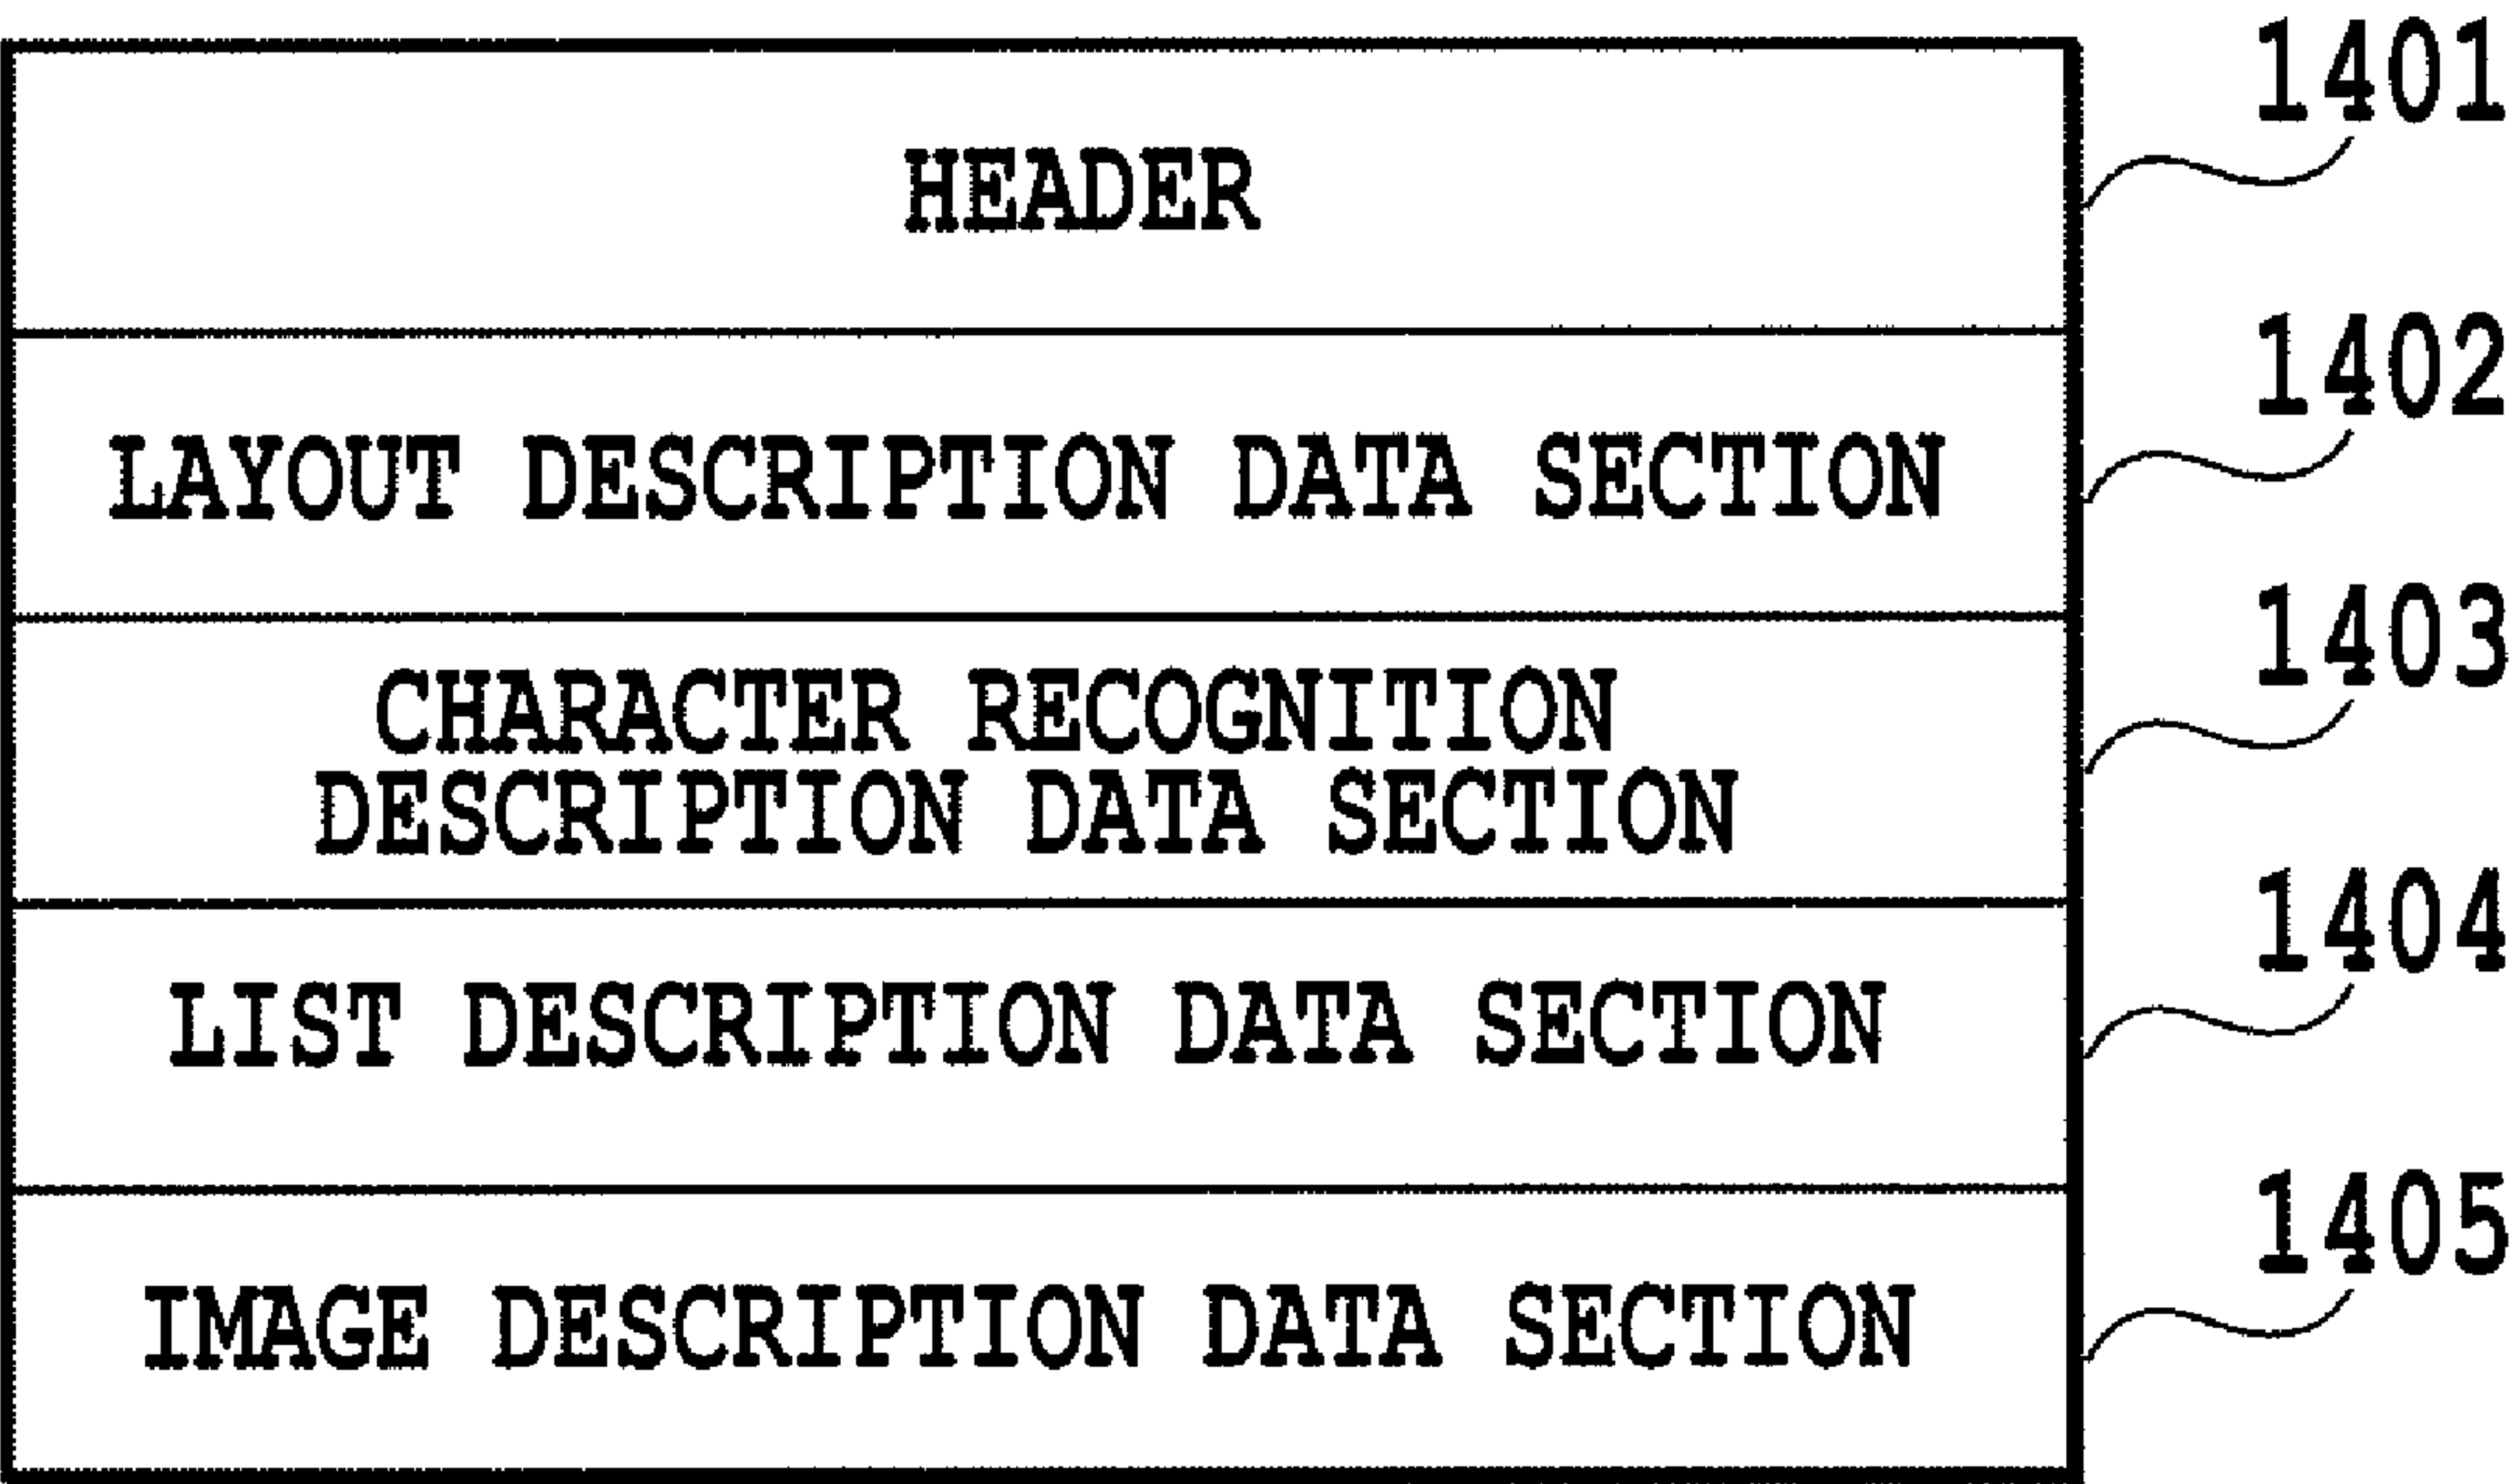 HEADER
1401
LAYOUT DESCRIPTION DATA SECTION
1402
CHARACTER RECOGNITION
DESCRIPTION DATA SECTION
1403
LIST DESCRIPTION DATA SECTION
1404
IMAGE DESCRIPTION DATA SECTION
1405